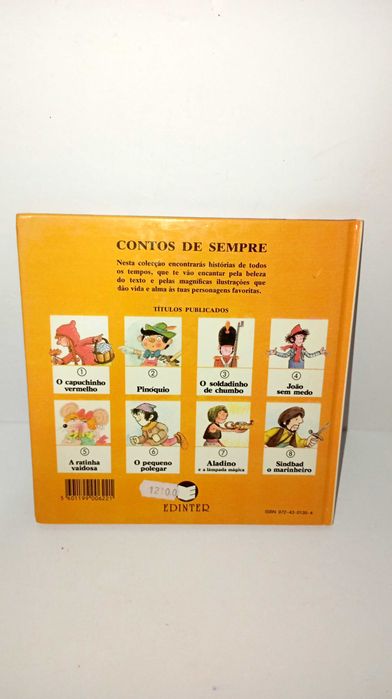 CONTOS DE SEMPRE
Nesta colecção encontrarás histórias de todos
os tempos, que te vão encantar pela beleza
do texto e pelas magníficas ilustrações que
dão vida e alma às tuas personagens favoritas.
TÍTULOS PUBLICADOS
1
O capuchinho
vermelho
2
Pinóquio
3
O soldadinho
de chumbo
4
João
sem medo
5
A ratinha
vaidosa
6
O pequeno
polegar
7
Aladino
e a lâmpada mágica
8
Sindbad
o marinheiro
5 601199 006221
EDINTER